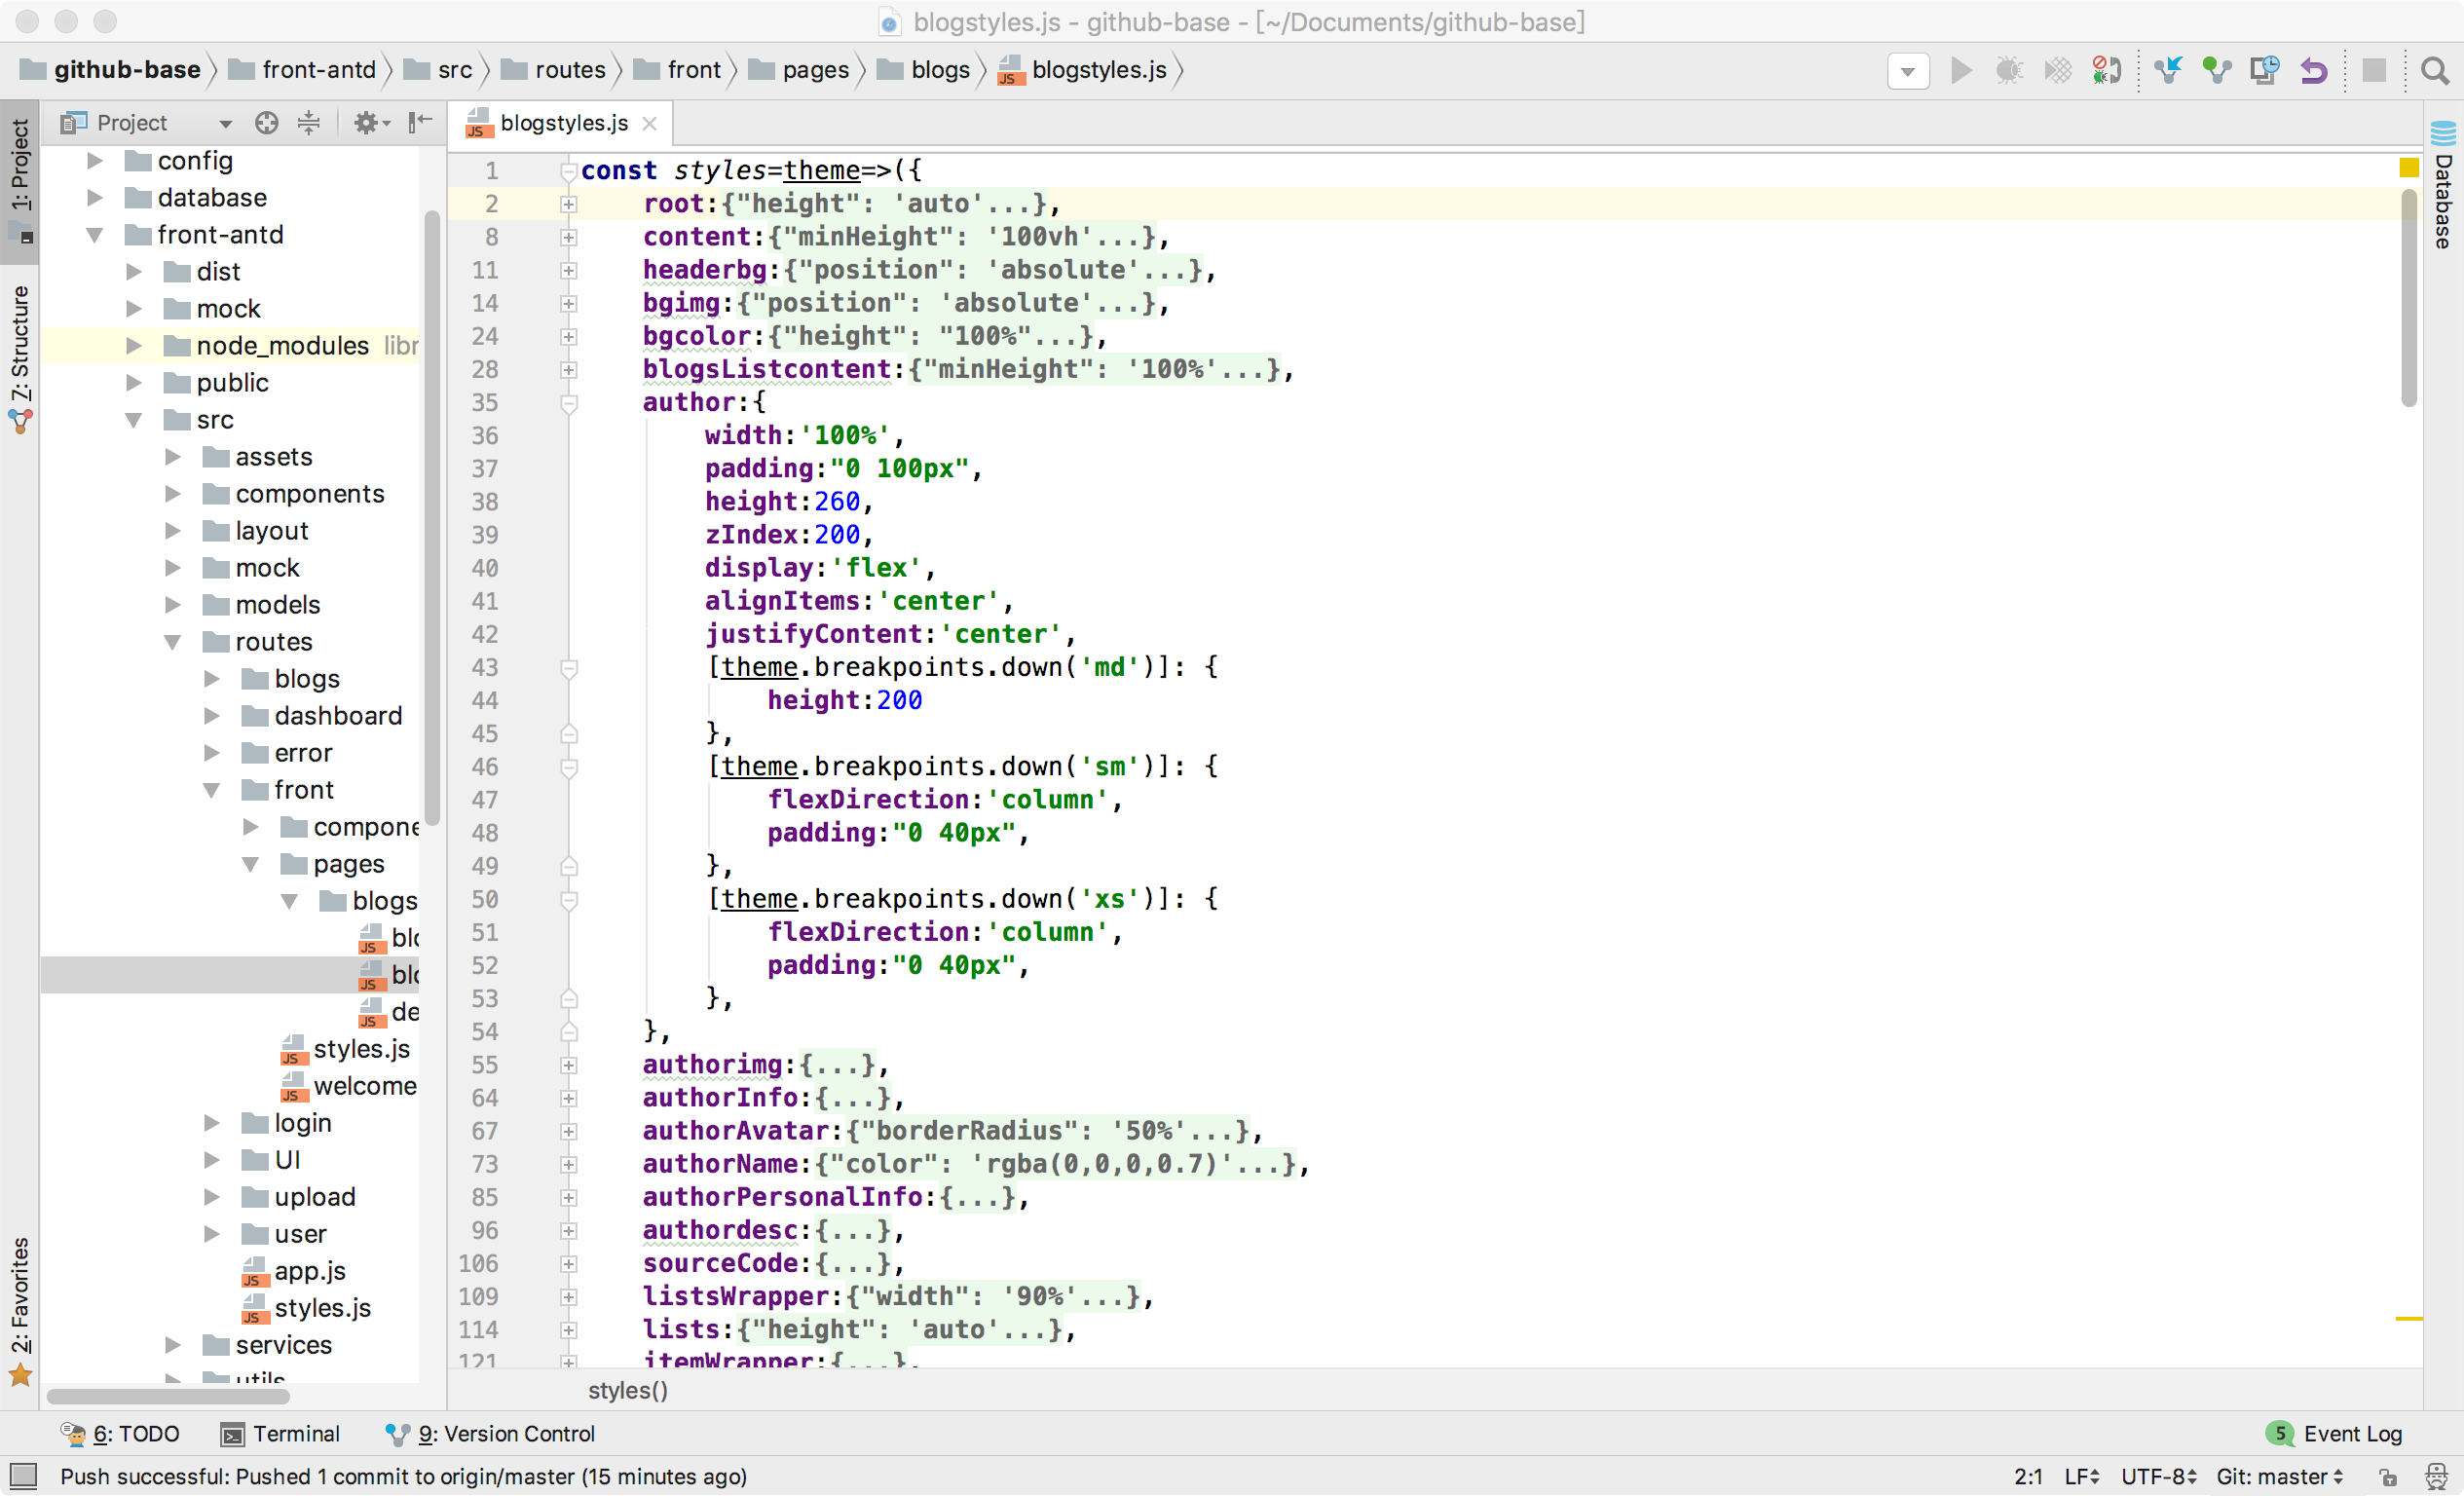 blogstyles.js - github-base - [~/Documents/github-base]
github-base front-antd src routes front pages blogs blogstyles.js
1: Project
7: Structure
2: Favorites
Project
config
database
front-antd
dist
mock
node_modules libr
public
src
assets
components
layout
mock
models
routes
blogs
dashboard
error
front
compone
pages
blogs
blo
blo
de
styles.js
welcome
login
UI
upload
user
app.js
styles.js
services
utils
blogstyles.js
1 const styles=theme=>({
2 root:{"height": 'auto'...},
8 content:{"minHeight": '100vh'...},
11 headerbg:{"position": 'absolute'...},
14 bgimg:{"position": 'absolute'...},
24 bgcolor:{"height": "100%"...},
28 blogsListcontent:{"minHeight": '100%'...},
35 author:{
36 width:'100%',
37 padding:"0 100px",
38 height:260,
39 zIndex:200,
40 display:'flex',
41 alignItems:'center',
42 justifyContent:'center',
43 [theme.breakpoints.down('md')]: {
44 height:200
45 },
46 [theme.breakpoints.down('sm')]: {
47 flexDirection:'column',
48 padding:"0 40px",
49 },
50 [theme.breakpoints.down('xs')]: {
51 flexDirection:'column',
52 padding:"0 40px",
53 },
54 },
55 authorimg:{...},
64 authorInfo:{...},
67 authorAvatar:{"borderRadius": '50%'...},
73 authorName:{"color": 'rgba(0,0,0,0.7)'...},
85 authorPersonalInfo:{...},
96 authordesc:{...},
106 sourceCode:{...},
109 listsWrapper:{"width": '90%'...},
114 lists:{"height": 'auto'...},
121 itemWrapper:{...},
styles()
Database
6: TODO Terminal 9: Version Control 5 Event Log
Push successful: Pushed 1 commit to origin/master (15 minutes ago) 2:1 LF UTF-8 Git: master